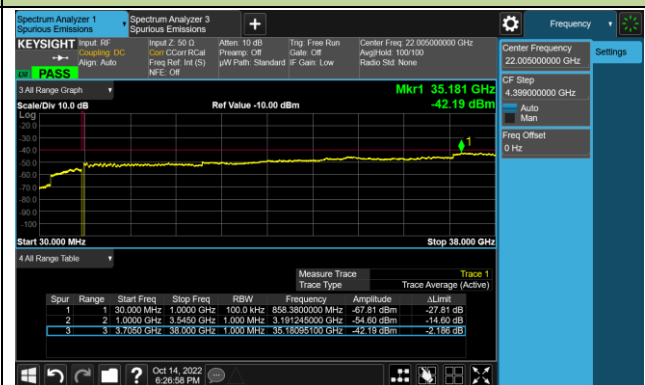 Spectrum Analyzer 1
Spurious Emissions
Spectrum Analyzer 3
Spurious Emissions
+
Frequency
KEYSIGHT Input: RF Input Z: 50 Ω Atten: 10 dB Trig: Free Run Center Freq: 22.005000000 GHz
Coupling: DC Corr CCorr RCal Preamp: Off Gate: Off Avg|Hold: 100/100
Align: Auto Freq Ref: Int (S) µW Path: Standard IF Gain: Low Radio Std: None
NFE: Off
PASS
Center Frequency
22.005000000 GHz
Settings
CF Step
4.399000000 GHz
Auto
Man
Freq Offset
0 Hz
3 All Range Graph
Mkr1 35.181 GHz
Scale/Div 10.0 dB Ref Value -10.00 dBm -42.19 dBm
Log
-20.0
-30.0
-40.0
-50.0
-60.0
-70.0
-80.0
-90.0
-100
1
Start 30.000 MHz Stop 38.000 GHz
4 All Range Table
Measure Trace Trace 1
Trace Type Trace Average (Active)
Spur Range Start Freq Stop Freq RBW Frequency Amplitude ΔLimit
1 1 30.000 MHz 1.0000 GHz 100.0 kHz 858.3800000 MHz -67.81 dBm -27.81 dB
2 2 1.0000 GHz 3.5450 GHz 1.000 MHz 3.191245000 GHz -54.60 dBm -14.60 dB
3 3 3.7050 GHz 38.000 GHz 1.000 MHz 35.18095100 GHz -42.19 dBm -2.186 dB
?
Oct 14, 2022
6:26:58 PM